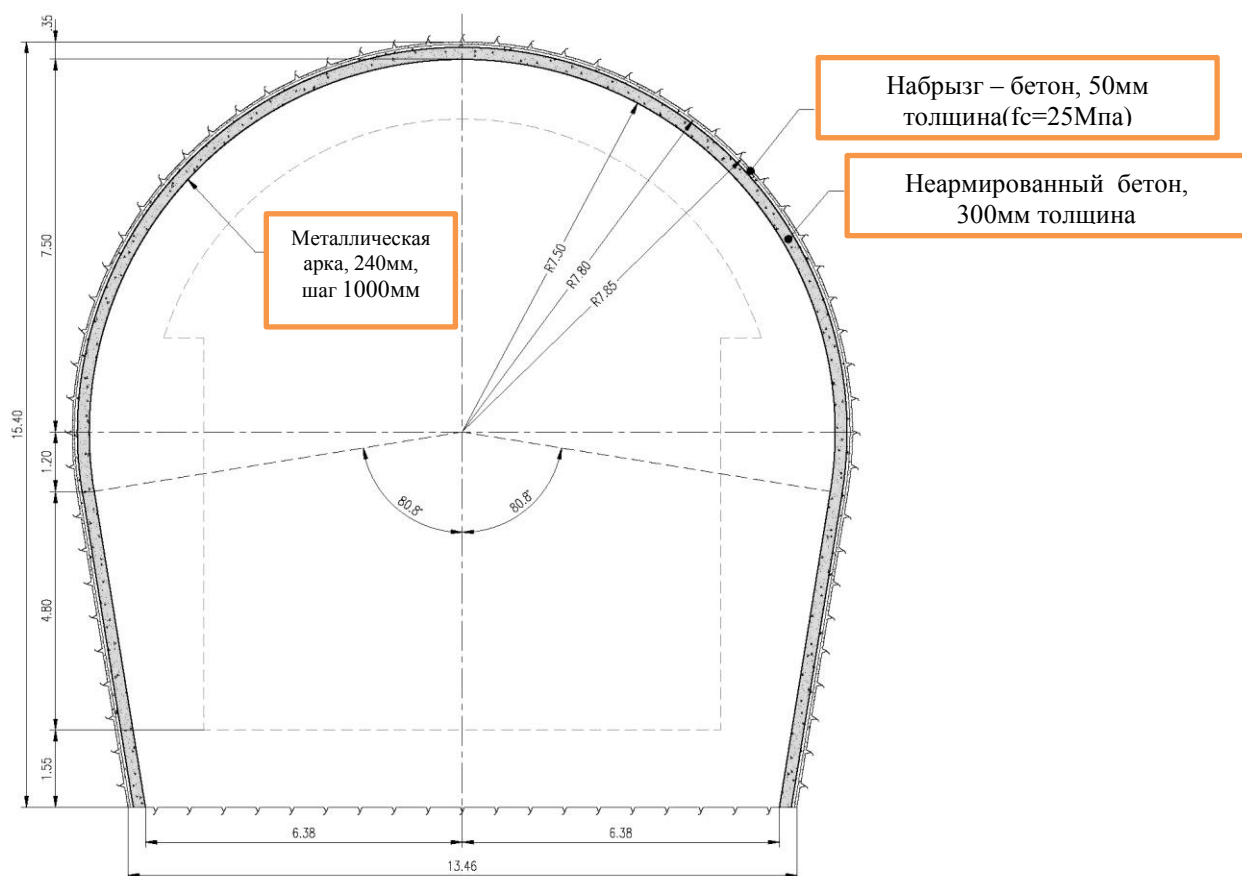 .35
Набрызг – бетон, 50мм
толщина(fc=25Мпа)
Неармированный бетон,
300мм толщина
Металлическая
арка, 240мм,
шаг 1000мм
R7.50
R7.80
R7.85
7.50
15.40
1.20
80.8°
80.8°
4.80
1.55
6.38
6.38
13.46